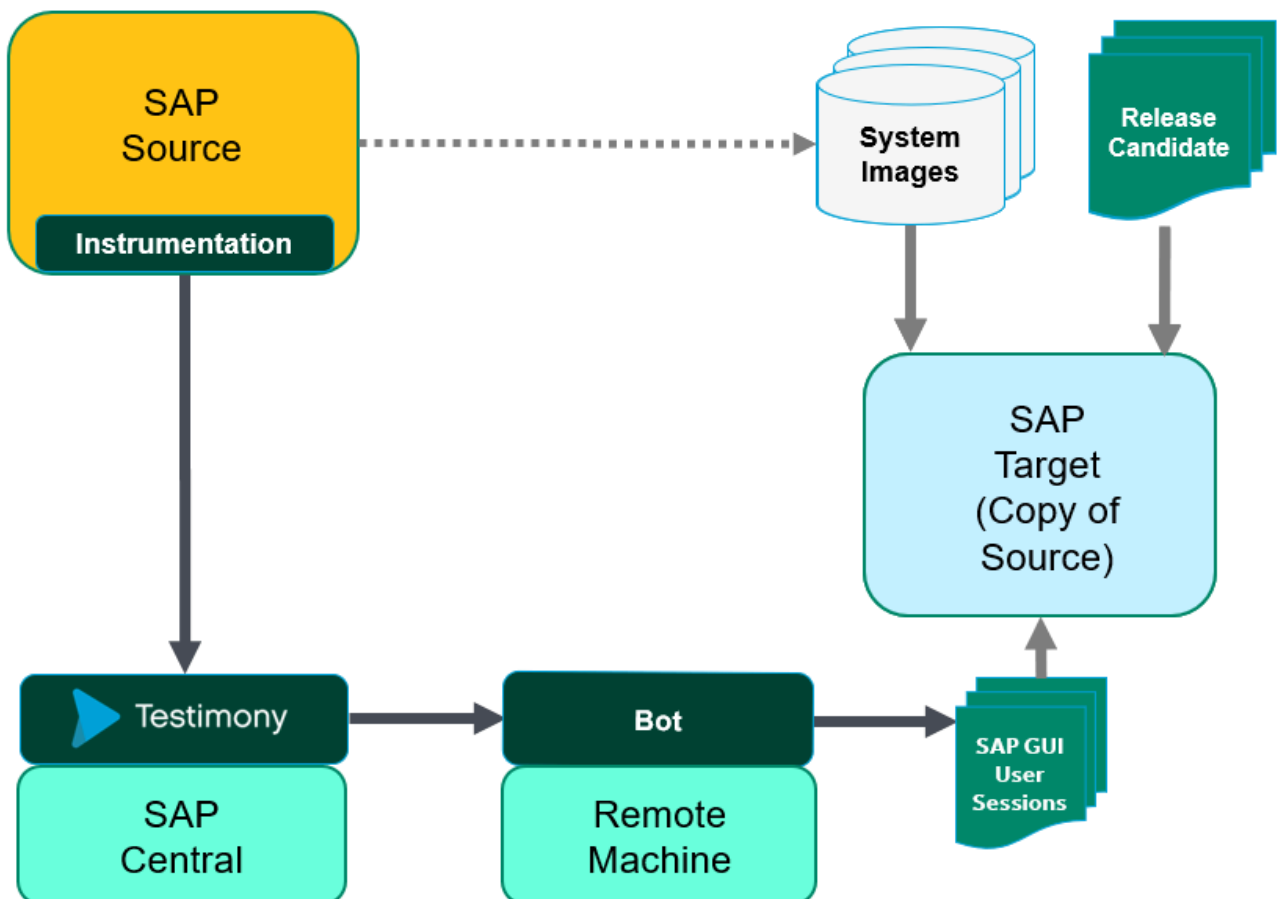 SAP
Source
Instrumentation
System
Images
Release
Candidate
SAP
Target
(Copy of
Source)
Testimony
SAP
Central
Bot
Remote
Machine
SAP GUI
User
Sessions